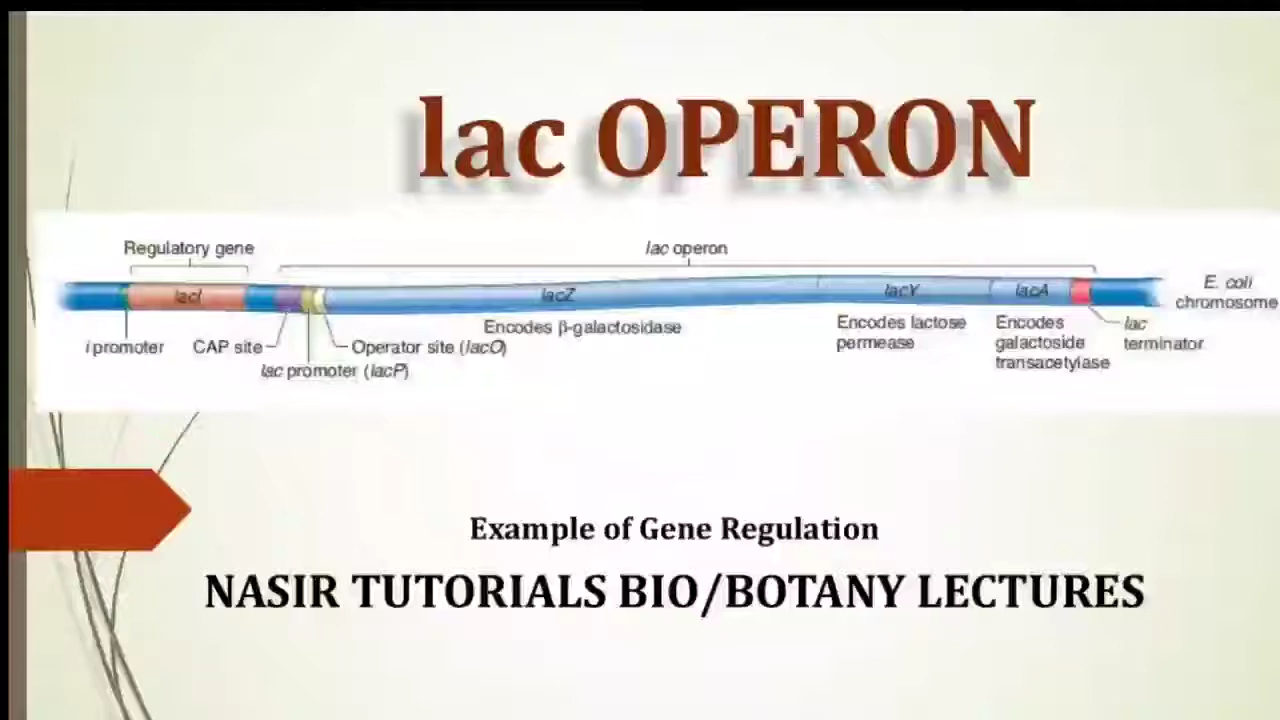 lac OPERON
Regulatory gene
lac operon
lacI
lacZ
lacY
lacA
E. coli
chromosome
i promoter
CAP site
lac promoter (lacP)
Operator site (lacO)
Encodes β-galactosidase
Encodes lactose
permease
Encodes
galactoside
transacetylase
lac
terminator
Example of Gene Regulation
NASIR TUTORIALS BIO/BOTANY LECTURES